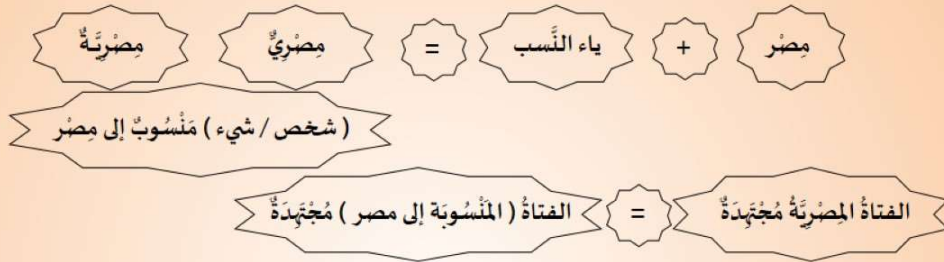 مِصْر + ياء النَّسب = مِصْرِيٌّ مِصْرِيَّةٌ
( شخص / شيء ) مَنْسُوبٌ إلى مِصْر
الفتاةُ المِصْرِيَّةُ مُجْتَهِدَةٌ = الفتاةُ ( المَنْسُوبَة إلى مصر ) مُجْتَهِدَةٌ